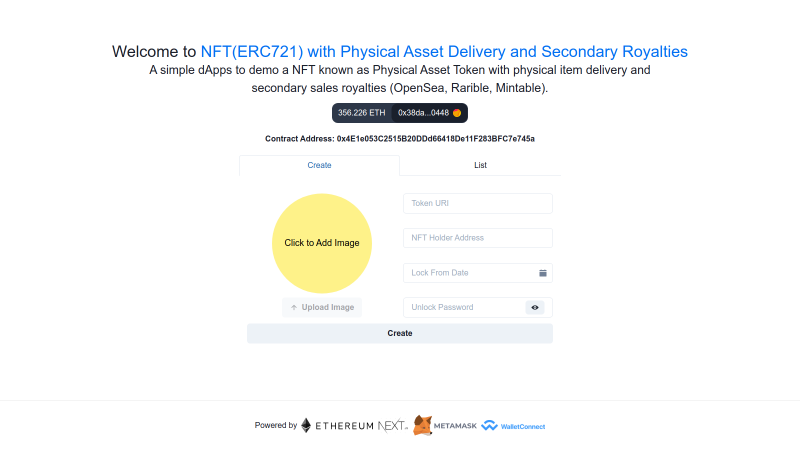 Welcome to NFT(ERC721) with Physical Asset Delivery and Secondary Royalties
A simple dApps to demo a NFT known as Physical Asset Token with physical item delivery and
secondary sales royalties (OpenSea, Rarible, Mintable).
356.226 ETH 0x38da...0448
Contract Address: 0x4E1e053C2515B20DDd66418De11F283BFC7e745a
Create List
Token URI
Click to Add Image
NFT Holder Address
Lock From Date
Upload Image
Unlock Password
Create
Powered by ETHEREUM NEXT.JS METAMASK WalletConnect